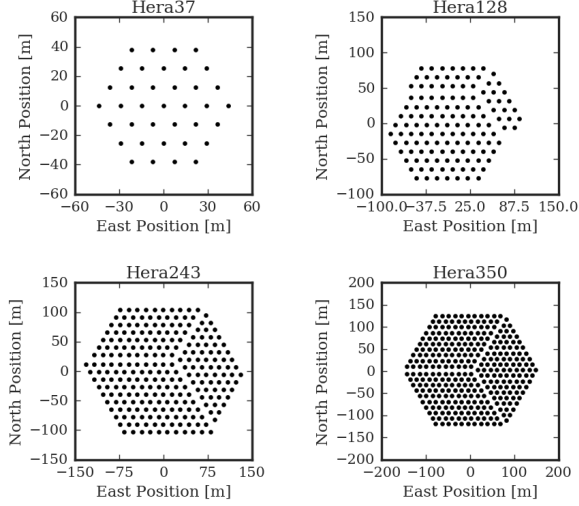 Hera37
60
40
20
0
−20
−40
−60
North Position [m]
−60 −30 0 30 60
East Position [m]
Hera128
150
100
50
0
−50
−100
North Position [m]
−100.0 −37.5 25.0 87.5 150.0
East Position [m]
Hera243
150
100
50
0
−50
−100
−150
North Position [m]
−150 −75 0 75 150
East Position [m]
Hera350
200
150
100
50
0
−50
−100
−150
−200
North Position [m]
−200 −100 0 100 200
East Position [m]